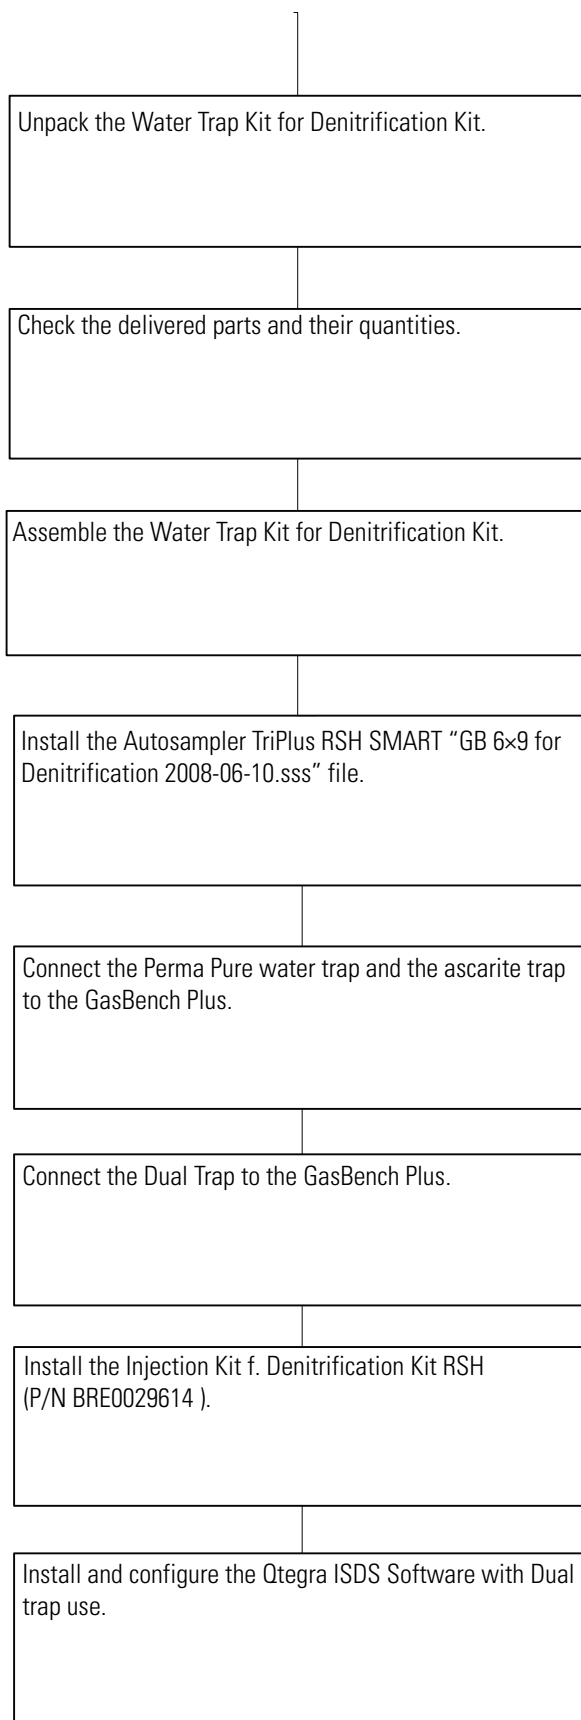 Unpack the Water Trap Kit for Denitrification Kit.
Check the delivered parts and their quantities.
Assemble the Water Trap Kit for Denitrification Kit.
Install the Autosampler TriPlus RSH SMART “GB 6×9 for
Denitrification 2008-06-10.sss” file.
Connect the Perma Pure water trap and the ascarite trap
to the GasBench Plus.
Connect the Dual Trap to the GasBench Plus.
Install the Injection Kit f. Denitrification Kit RSH
(P/N BRE0029614 ).
Install and configure the Qtegra ISDS Software with Dual
trap use.